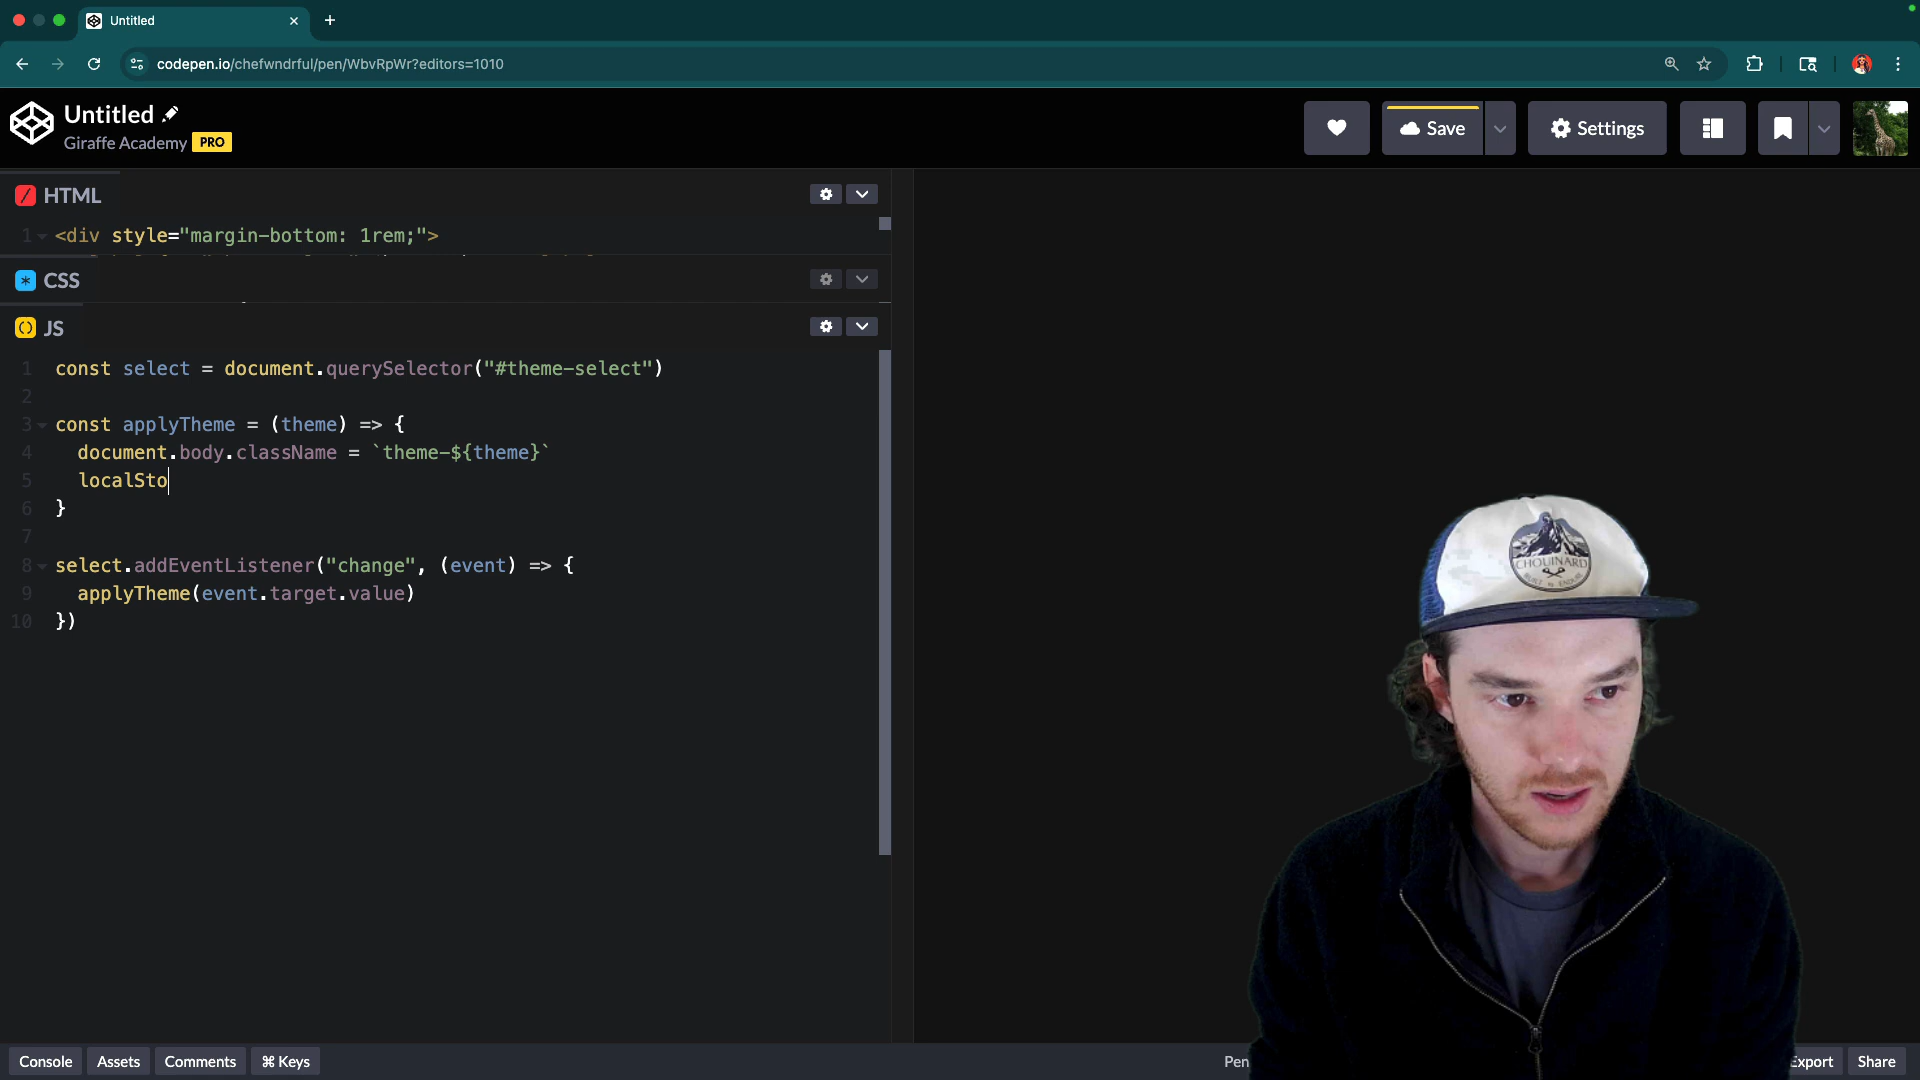 Untitled
codepen.io/chefwndrful/pen/WbvRpWr?editors=1010
Untitled
Giraffe Academy PRO
Save
Settings
HTML
1 <div style="margin-bottom: 1rem;">
CSS
JS
1 const select = document.querySelector("#theme-select")
2
3 const applyTheme = (theme) => {
4 document.body.className = `theme-${theme}`
5 localSto
6 }
7
8 select.addEventListener("change", (event) => {
9 applyTheme(event.target.value)
10 })
CHOUINARD
Console Assets Comments ⌘ Keys
Pen
Export Share